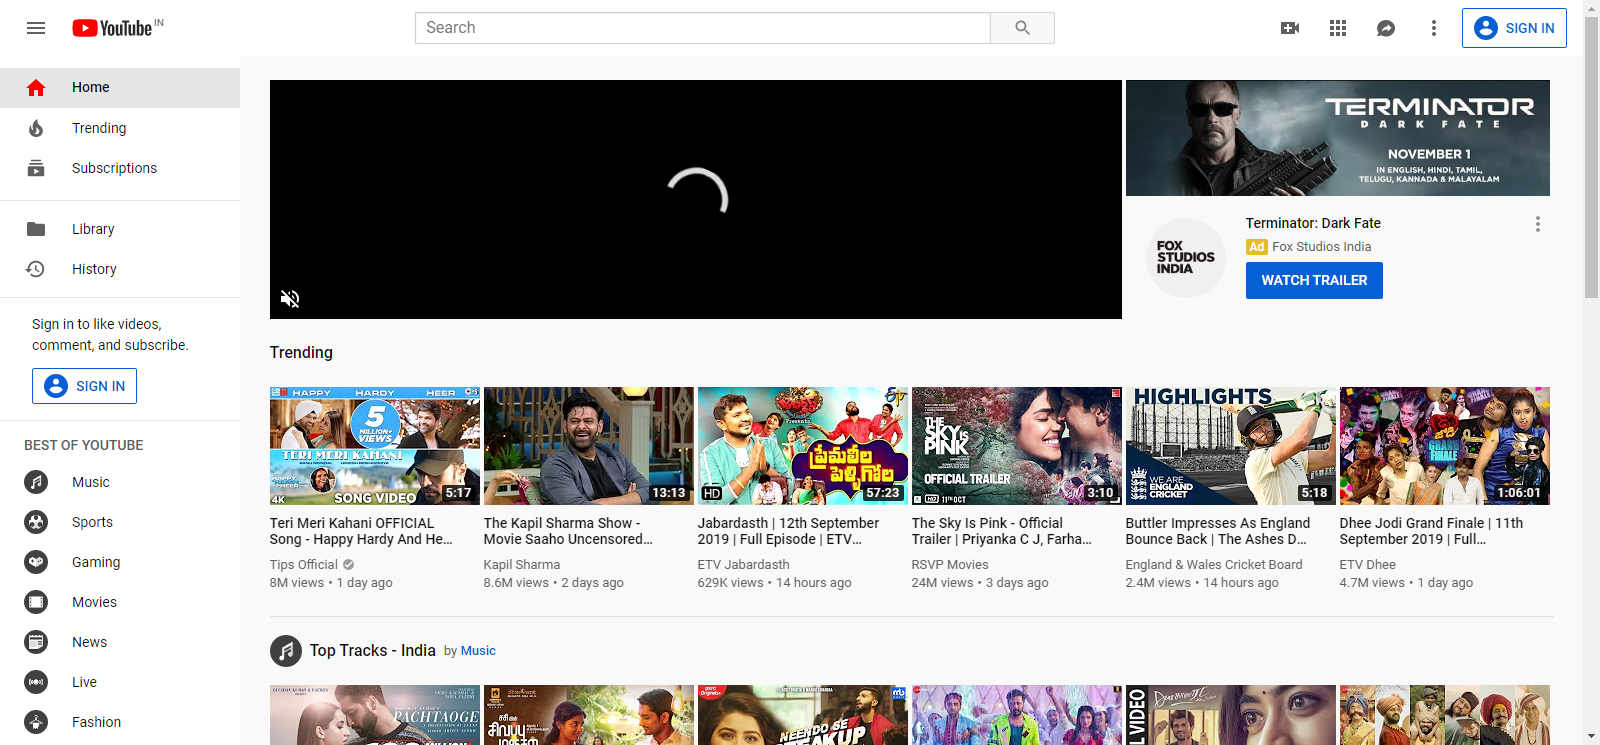 YouTube IN
Search
SIGN IN
Home
Trending
Subscriptions
Library
History
Sign in to like videos,
comment, and subscribe.
SIGN IN
BEST OF YOUTUBE
Music
Sports
Gaming
Movies
News
Live
Fashion
TERMINATOR
DARK FATE
NOVEMBER 1
IN ENGLISH, HINDI, TAMIL,
TELUGU, KANNADA & MALAYALAM
FOX
STUDIOS
INDIA
Terminator: Dark Fate
Ad Fox Studios India
WATCH TRAILER
Trending
HAPPY HARDY HEER
5
MILLION+
VIEWS
TERI MERI KAHANI
4K
SONG VIDEO
5:17
Teri Meri Kahani OFFICIAL
Song - Happy Hardy And He...
Tips Official
8M views • 1 day ago
13:13
The Kapil Sharma Show -
Movie Saaho Uncensored...
Kapil Sharma
8.6M views • 2 days ago
Presents
ప్రేమలీల
పెళ్ళిగోల
HD
57:23
Jabardasth | 12th September
2019 | Full Episode | ETV...
ETV Jabardasth
629K views • 14 hours ago
THE
SKY IS
PINK
OFFICIAL TRAILER
HD 11TH OCT
3:10
The Sky Is Pink - Official
Trailer | Priyanka C J, Farha...
RSVP Movies
24M views • 3 days ago
HIGHLIGHTS
WE ARE
ENGLAND
CRICKET
5:18
Buttler Impresses As England
Bounce Back | The Ashes D...
England & Wales Cricket Board
2.4M views • 14 hours ago
GRAND
FINALE
1:06:01
Dhee Jodi Grand Finale | 11th
September 2019 | Full...
ETV Dhee
4.7M views • 1 day ago
Top Tracks - India by Music
PACHTAOGE
சிவப்பு
NEENDO SE
BREAKUP
L VIDEO